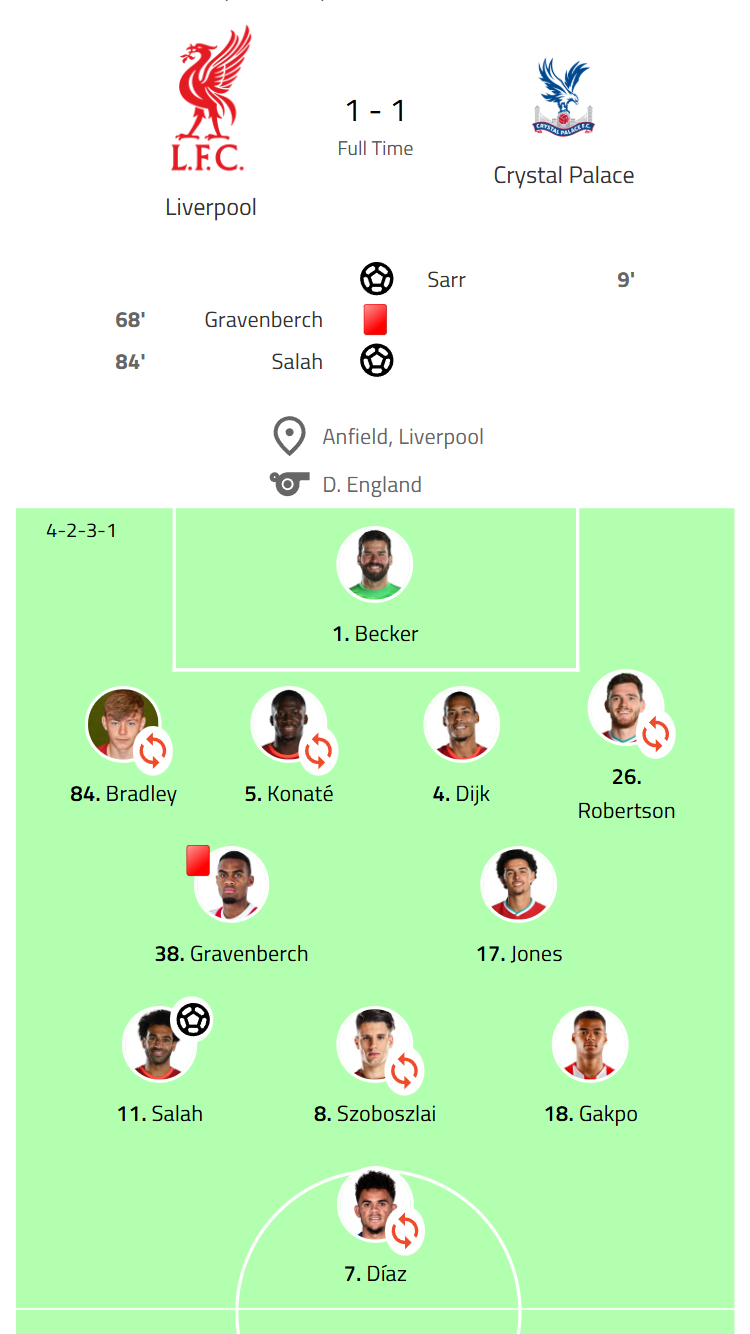 L.F.C.
1 - 1
Full Time
CRYSTAL PALACE F.C.
Crystal Palace
Liverpool
Sarr 9'
68' Gravenberch
84' Salah
Anfield, Liverpool
D. England
4-2-3-1
1. Becker
84. Bradley
5. Konaté
4. Dijk
26.
Robertson
38. Gravenberch
17. Jones
11. Salah
8. Szoboszlai
18. Gakpo
7. Díaz